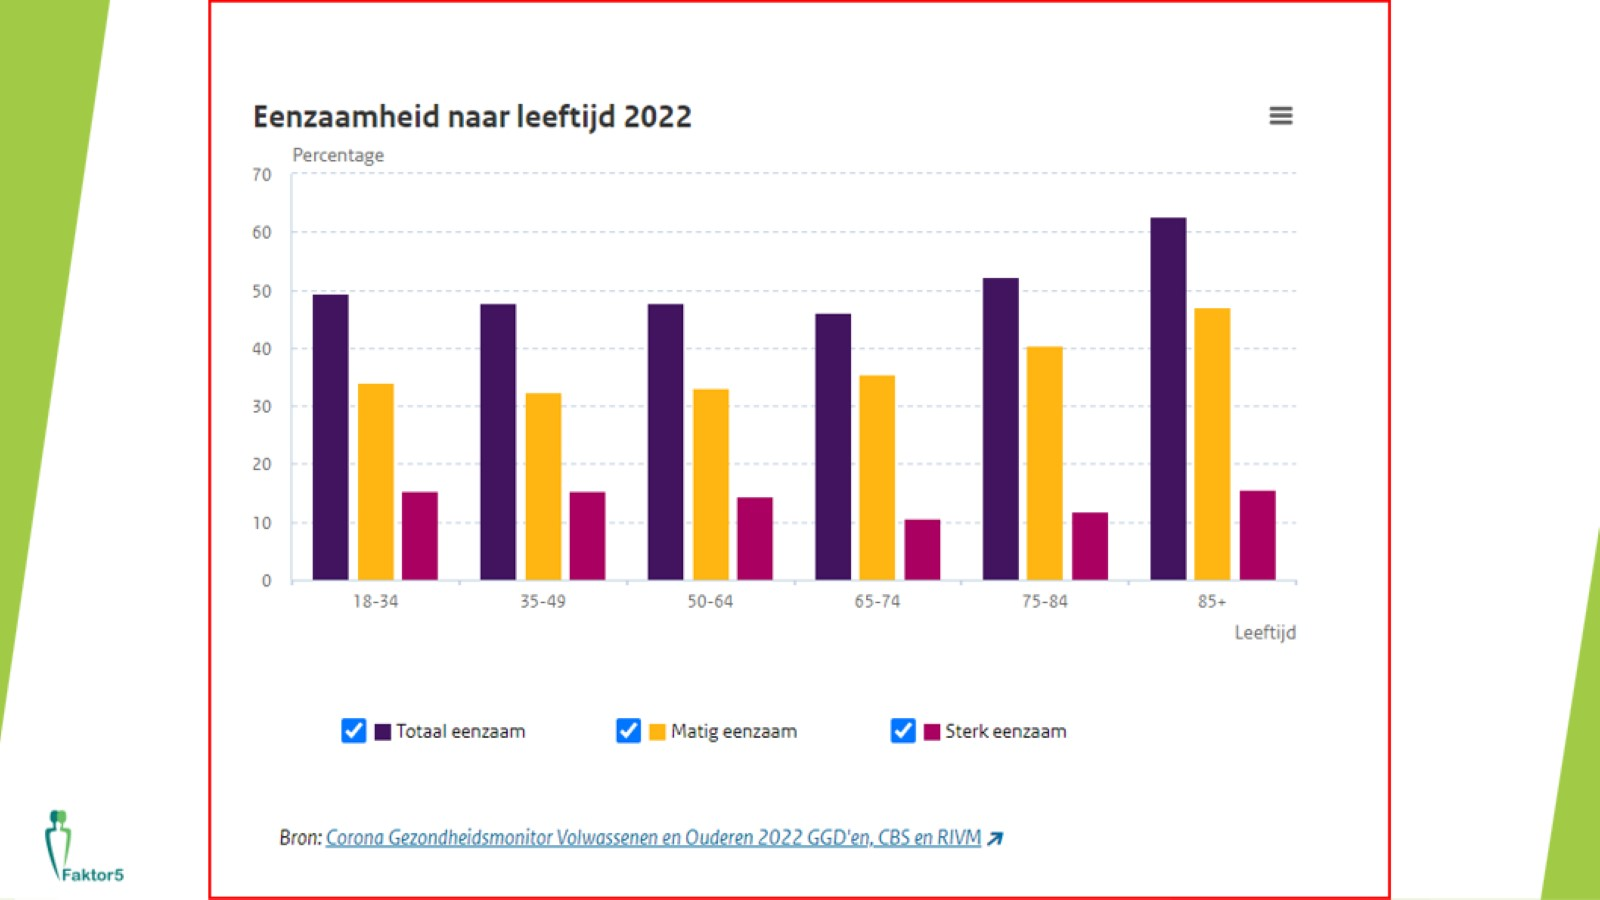 Eenzaamheid naar leeftijd 2022
Percentage
70
60
50
40
30
20
10
0
18-34 35-49 50-64 65-74 75-84 85+
Leeftijd
Totaal eenzaam Matig eenzaam Sterk eenzaam
Bron: Corona Gezondheidsmonitor Volwassenen en Ouderen 2022 GGD'en, CBS en RIVM
Faktor5